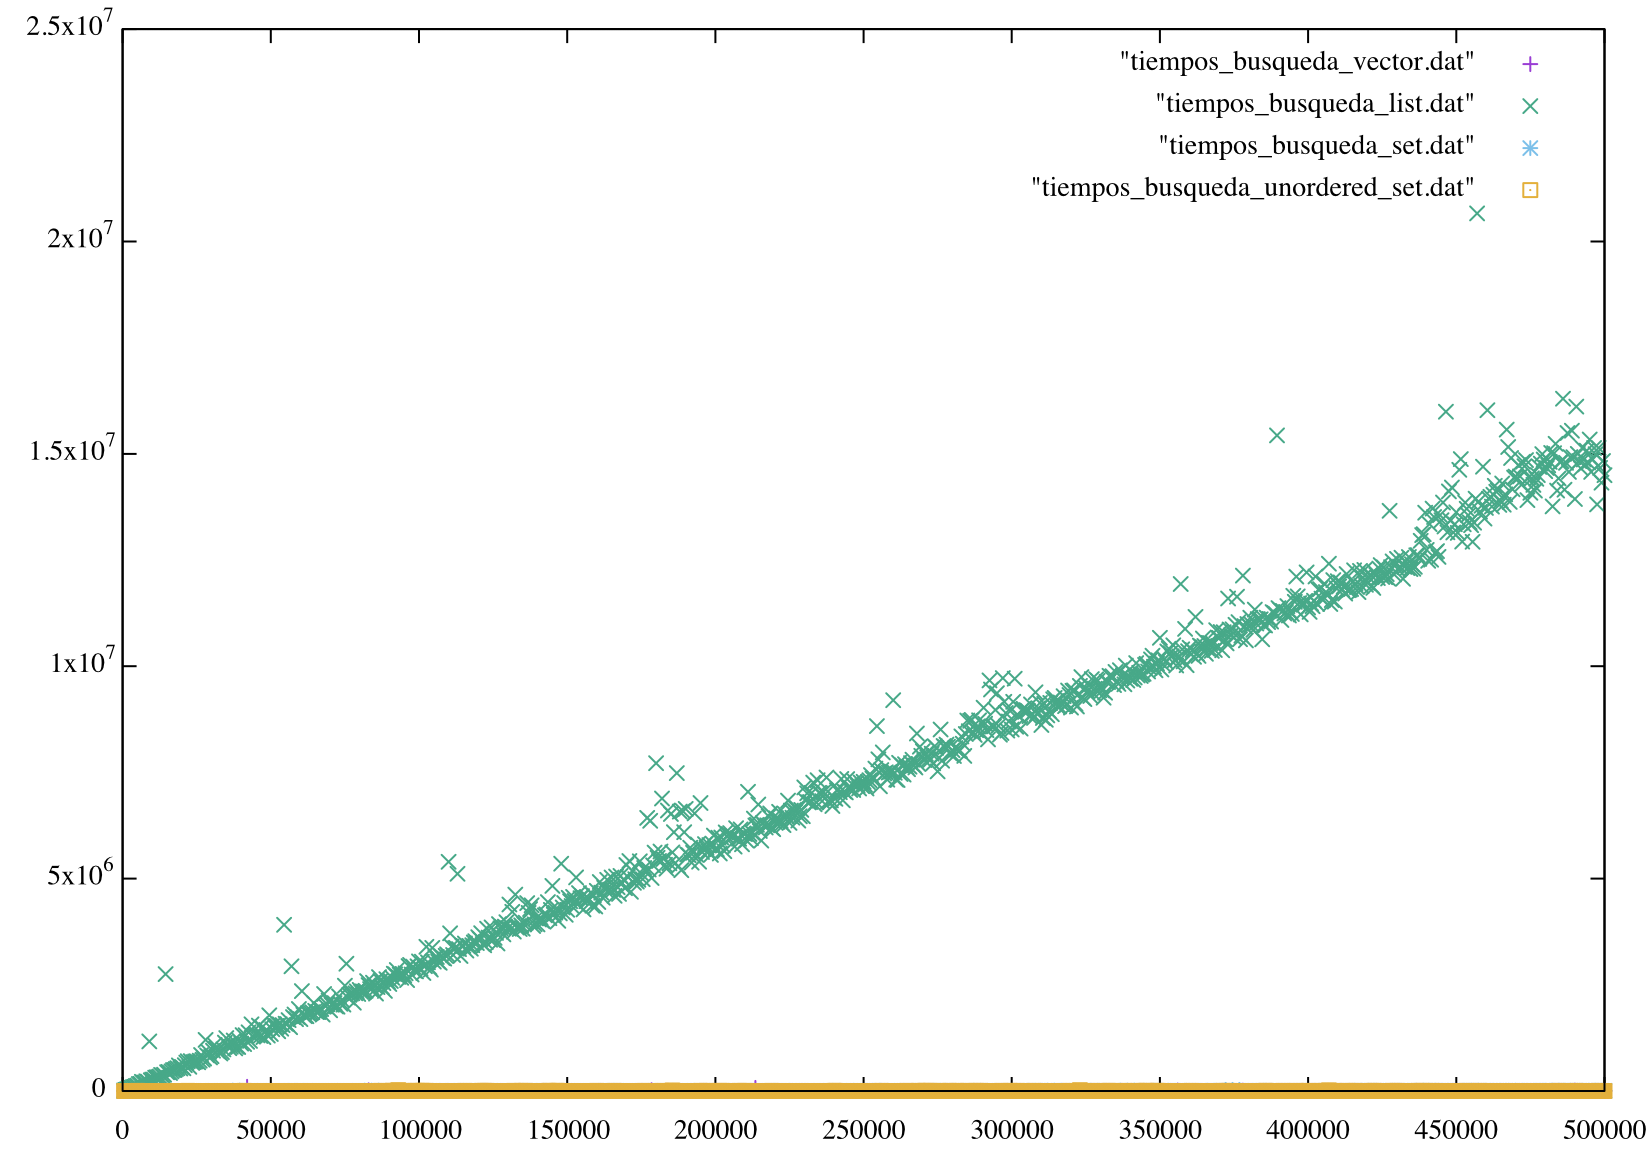 2.5x10^7
2x10^7
1.5x10^7
1x10^7
5x10^6
0
"tiempos_busqueda_vector.dat"
"tiempos_busqueda_list.dat"
"tiempos_busqueda_set.dat"
"tiempos_busqueda_unordered_set.dat"
0 50000 100000 150000 200000 250000 300000 350000 400000 450000 500000